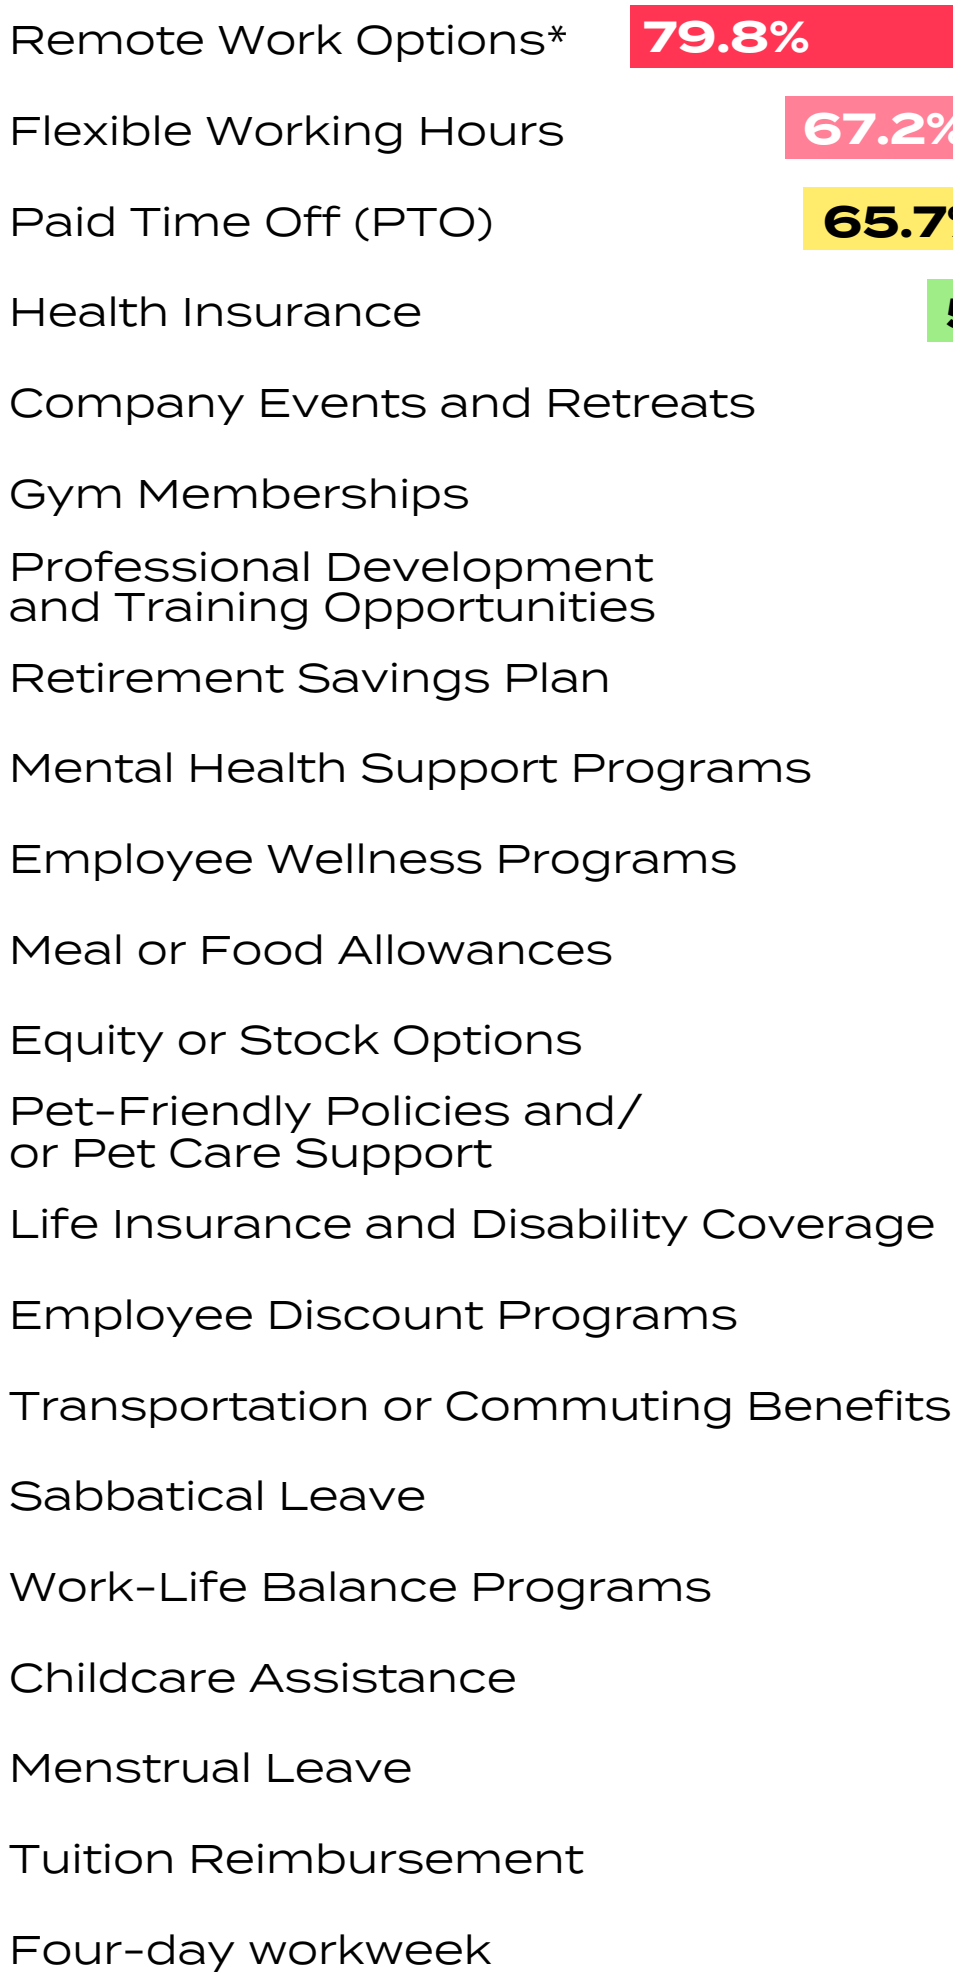 Remote Work Options* 79.8%
Flexible Working Hours 67.2%
Paid Time Off (PTO) 65.7%
Health Insurance
Company Events and Retreats
Gym Memberships
Professional Development
and Training Opportunities
Retirement Savings Plan
Mental Health Support Programs
Employee Wellness Programs
Meal or Food Allowances
Equity or Stock Options
Pet-Friendly Policies and/
or Pet Care Support
Life Insurance and Disability Coverage
Employee Discount Programs
Transportation or Commuting Benefits
Sabbatical Leave
Work-Life Balance Programs
Childcare Assistance
Menstrual Leave
Tuition Reimbursement
Four-day workweek